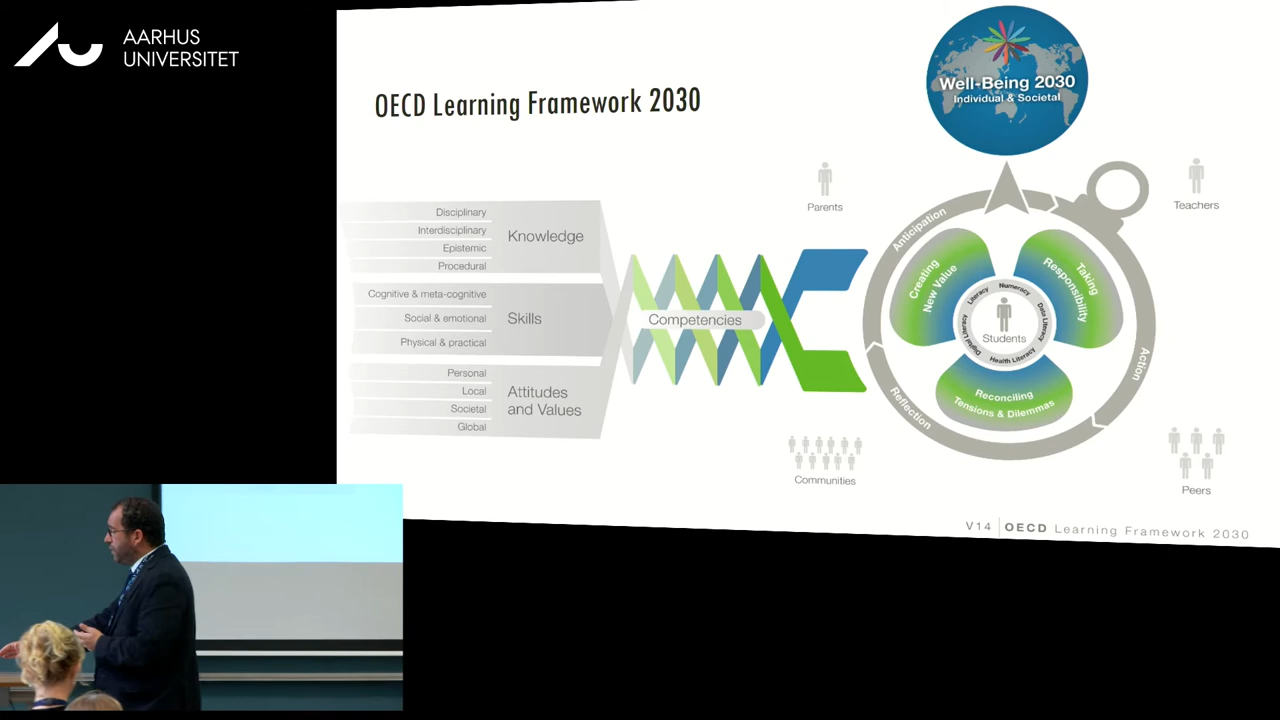 AARHUS
UNIVERSITET
OECD Learning Framework 2030
Well-Being 2030
Individual & Societal
Parents
Teachers
Disciplinary
Interdisciplinary
Epistemic
Procedural
Knowledge
Cognitive & meta-cognitive
Social & emotional
Physical & practical
Skills
Personal
Local
Societal
Global
Attitudes
and Values
Competencies
Anticipation
Action
Reflection
Creating
New Value
Taking
Responsibility
Reconciling
Tensions & Dilemmas
Literacy
Numeracy
Data Literacy
Health Literacy
Digital Literacy
Students
Communities
Peers
V14 | OECD Learning Framework 2030